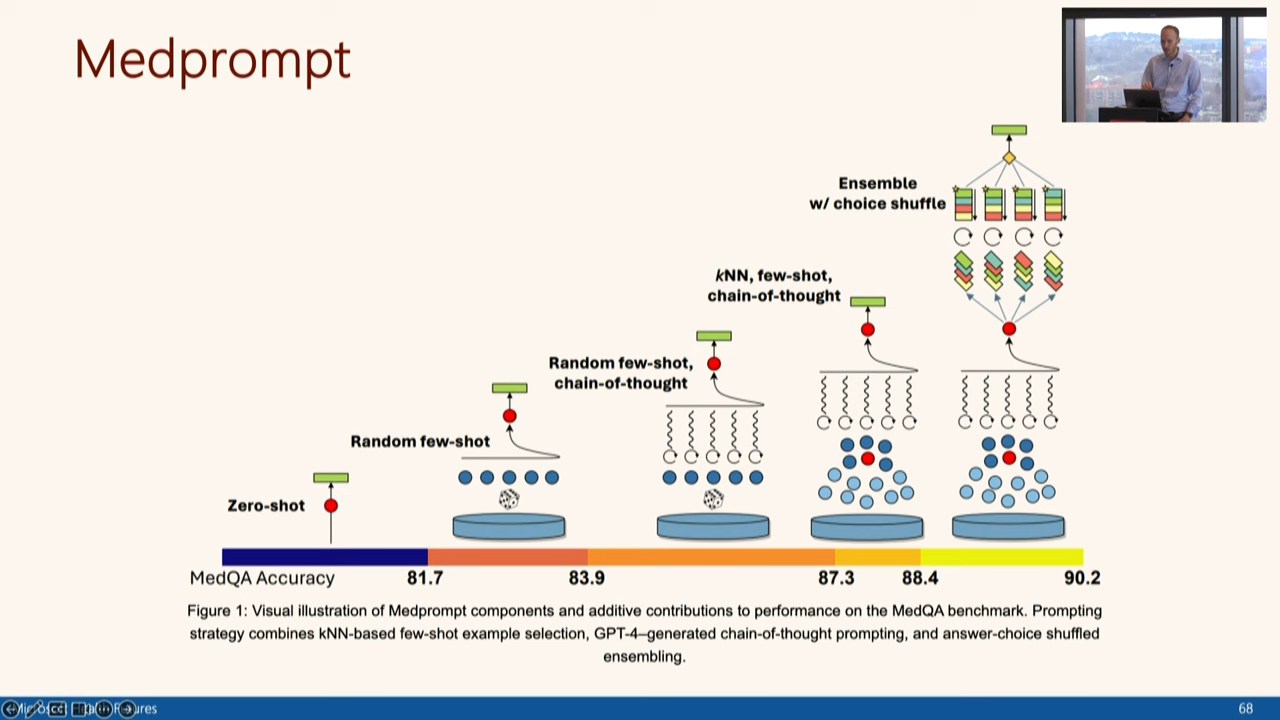 Medprompt
Ensemble
w/ choice shuffle
kNN, few-shot,
chain-of-thought
Random few-shot,
chain-of-thought
Random few-shot
Zero-shot
MedQA Accuracy 81.7 83.9 87.3 88.4 90.2
Figure 1: Visual illustration of Medprompt components and additive contributions to performance on the MedQA benchmark. Prompting
strategy combines kNN-based few-shot example selection, GPT-4–generated chain-of-thought prompting, and answer-choice shuffled
ensembling.
68